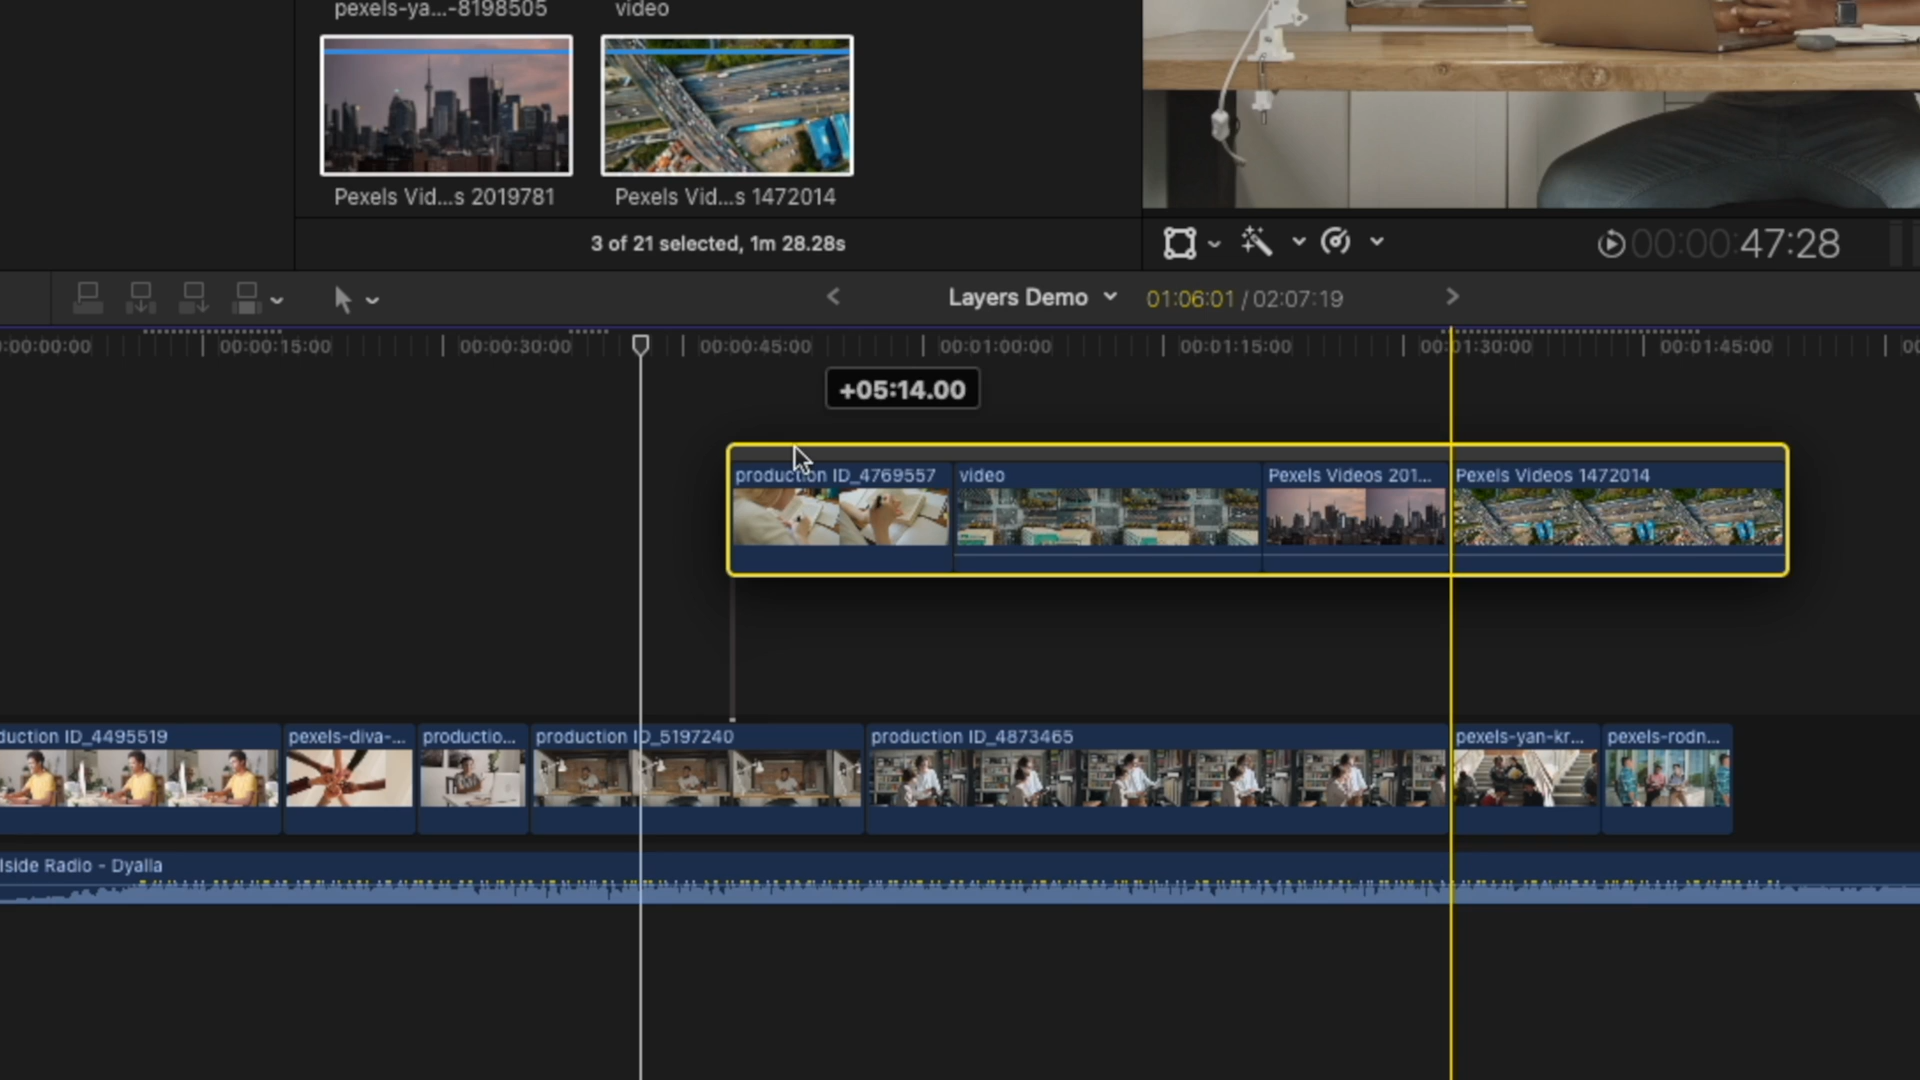 pexels-ya...-8198505
video
Pexels Vid...s 2019781
Pexels Vid...s 1472014
3 of 21 selected, 1m 28.28s
00:00:47:28
Layers Demo
01:06:01 / 02:07:19
:00:00:00
00:00:15:00
00:00:30:00
00:00:45:00
00:01:00:00
00:01:15:00
00:01:30:00
00:01:45:00
00
+05:14.00
production ID_4769557
video
Pexels Videos 201...
Pexels Videos 1472014
duction ID_4495519
pexels-diva-...
productio...
production ID_5197240
production ID_4873465
pexels-yan-kr...
pexels-rodn...
lside Radio - Dyalla